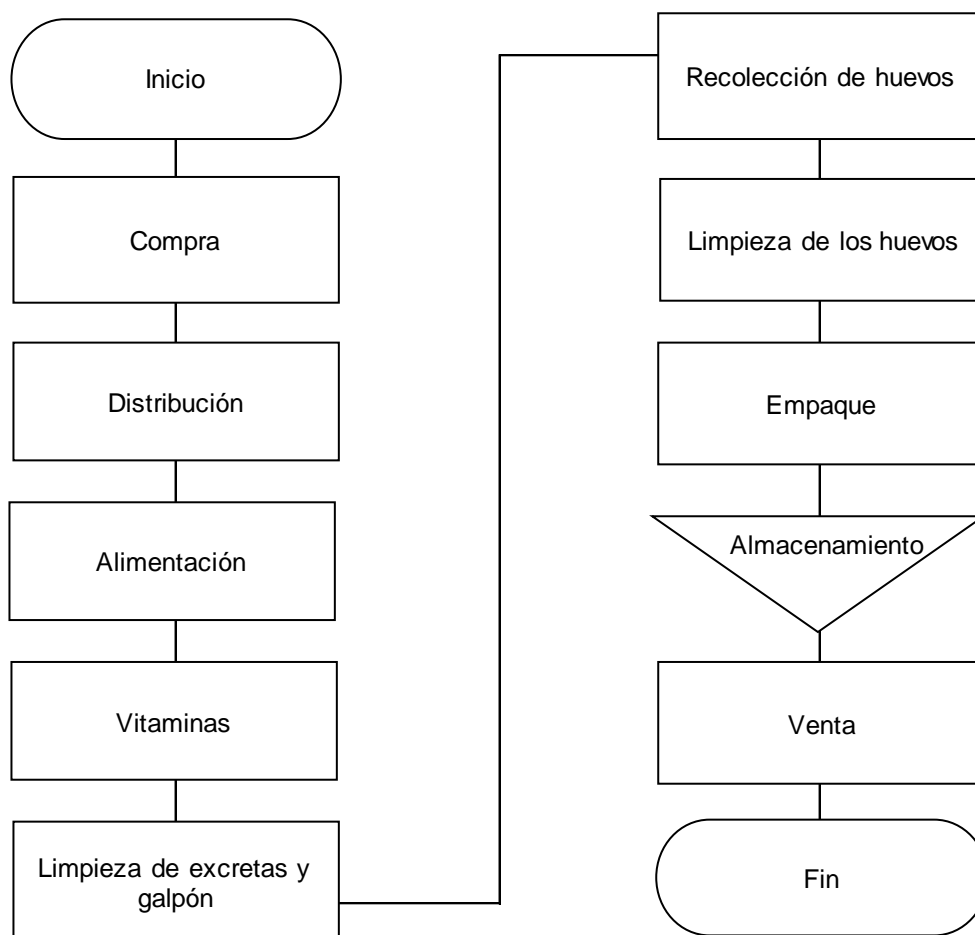 Inicio
Compra
Distribución
Alimentación
Vitaminas
Limpieza de excretas y
galpón
Recolección de huevos
Limpieza de los huevos
Empaque
Almacenamiento
Venta
Fin